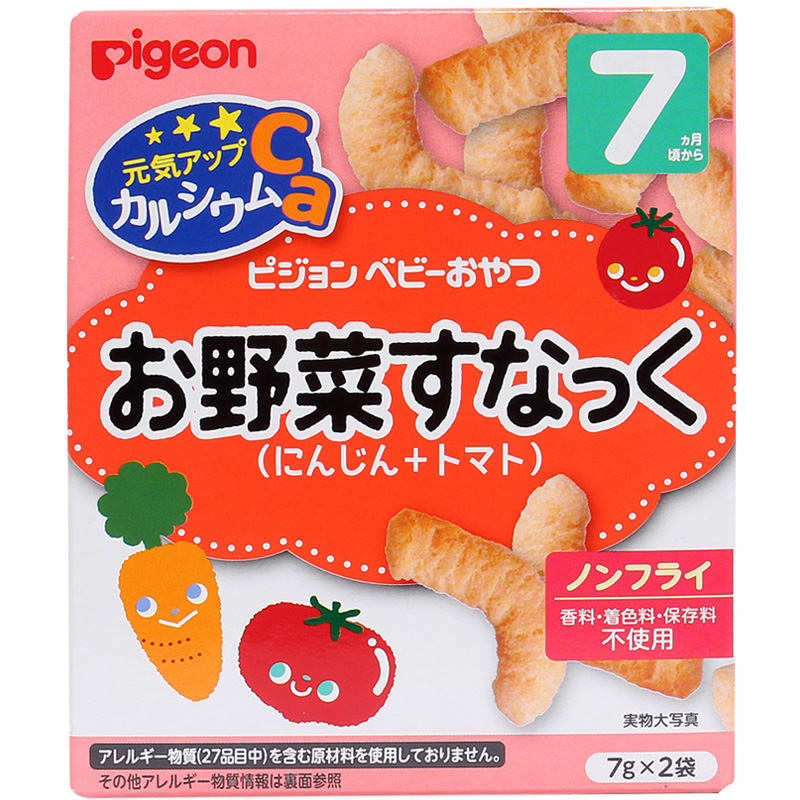 Pigeon
7
ヵ月
頃から
元気アップ
カルシウム
Ca
ピジョン ベビーおやつ
お野菜すなっく
(にんじん+トマト)
ノンフライ
香料・着色料・保存料
不使用
実物大写真
アレルギー物質(27品目中)を含む原材料を使用しておりません。
その他アレルギー物質情報は裏面参照
7g×2袋